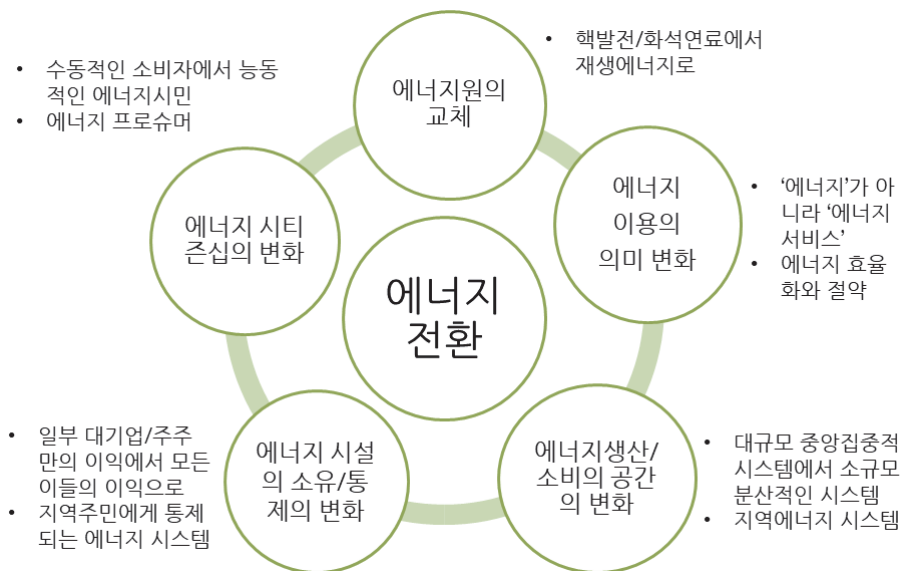 에너지
전환
에너지원의
교체
• 핵발전/화석연료에서
재생에너지로
에너지
이용의
의미 변화
• ‘에너지’가 아
니라 ‘에너지
서비스’
• 에너지 효율
화와 절약
에너지생산/
소비의 공간
의 변화
• 대규모 중앙집중적
시스템에서 소규모
분산적인 시스템
• 지역에너지 시스템
에너지 시설
의 소유/통
제의 변화
• 일부 대기업/주주
만의 이익에서 모든
이들의 이익으로
• 지역주민에게 통제
되는 에너지 시스템
에너지 시티
즌십의 변화
• 수동적인 소비자에서 능동
적인 에너지시민
• 에너지 프로슈머